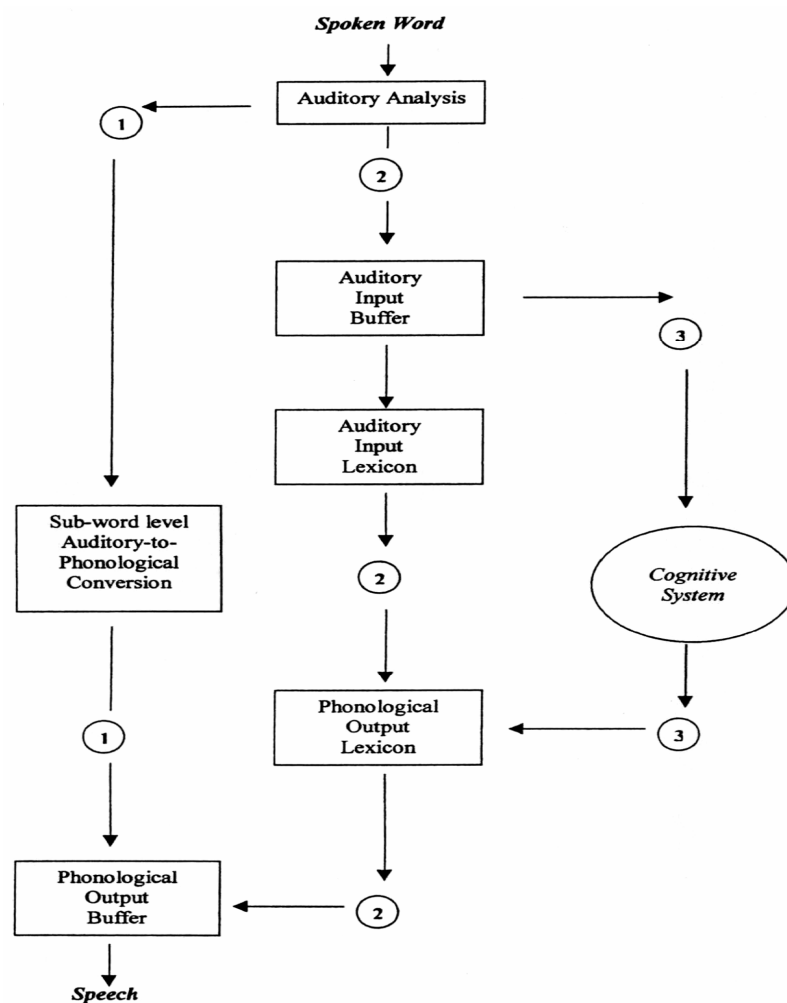 Spoken Word
Auditory Analysis
1
2
Auditory
Input
Buffer
3
Auditory
Input
Lexicon
Sub-word level
Auditory-to-
Phonological
Conversion
2
Cognitive
System
1
Phonological
Output
Lexicon
3
Phonological
Output
Buffer
2
Speech